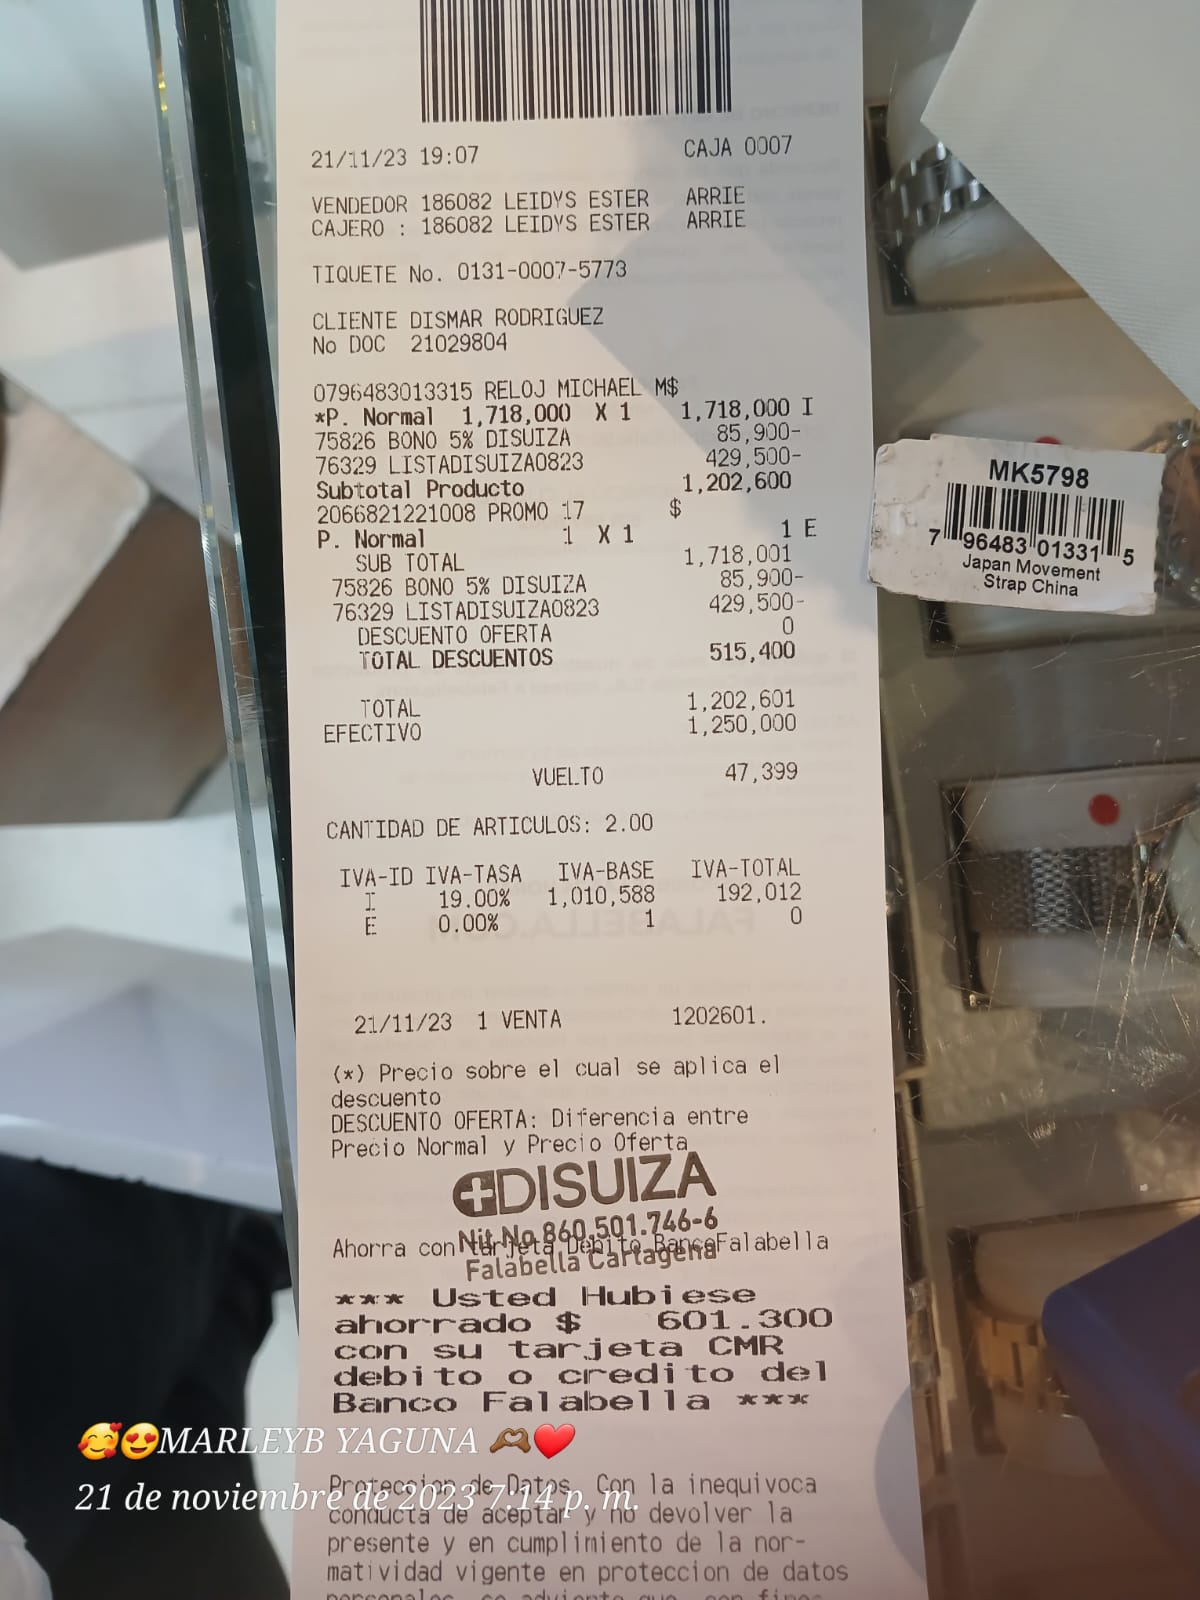 21/11/23 19:07 CAJA 0007
VENDEDOR 186082 LEIDYS ESTER ARRIE
CAJERO : 186082 LEIDYS ESTER ARRIE
TIQUETE No. 0131-0007-5773
CLIENTE DISMAR RODRIGUEZ
No DOC 21029804
0796483013315 RELOJ MICHAEL M$
*P. Normal 1,718,000 X 1 1,718,000 I
75826 BONO 5% DISUIZA 85,900-
76329 LISTADISUIZA0823 429,500-
Subtotal Producto 1,202,600
2066821221008 PROMO 17 $
P. Normal 1 X 1 1 E
SUB TOTAL 1,718,001
75826 BONO 5% DISUIZA 85,900-
76329 LISTADISUIZA0823 429,500-
DESCUENTO OFERTA 0
TOTAL DESCUENTOS 515,400
TOTAL 1,202,601
EFECTIVO 1,250,000
VUELTO 47,399
CANTIDAD DE ARTICULOS: 2.00
IVA-ID IVA-TASA IVA-BASE IVA-TOTAL
I 19.00% 1,010,588 192,012
E 0.00% 1 0
21/11/23 1 VENTA 1202601.
(*) Precio sobre el cual se aplica el
descuento
DESCUENTO OFERTA: Diferencia entre
Precio Normal y Precio Oferta
DISUIZA
Nit No 860.501.746-6
Ahorra con tarjeta Debito BancoFalabella
Falabella Cartagena
*** Usted Hubiese
ahorrado $ 601.300
con su tarjeta CMR
debito o credito del
Banco Falabella ***
🥰😍MARLEYB YAGUNA 🫶🏾❤️
Proteccion de Datos. Con la inequivoca
21 de noviembre de 2023 7:14 p. m.
conducta de aceptar y no devolver la
presente y en cumplimiento de la nor-
matividad vigente en proteccion de datos
MK5798
7 96483 01331 5
Japan Movement
Strap China